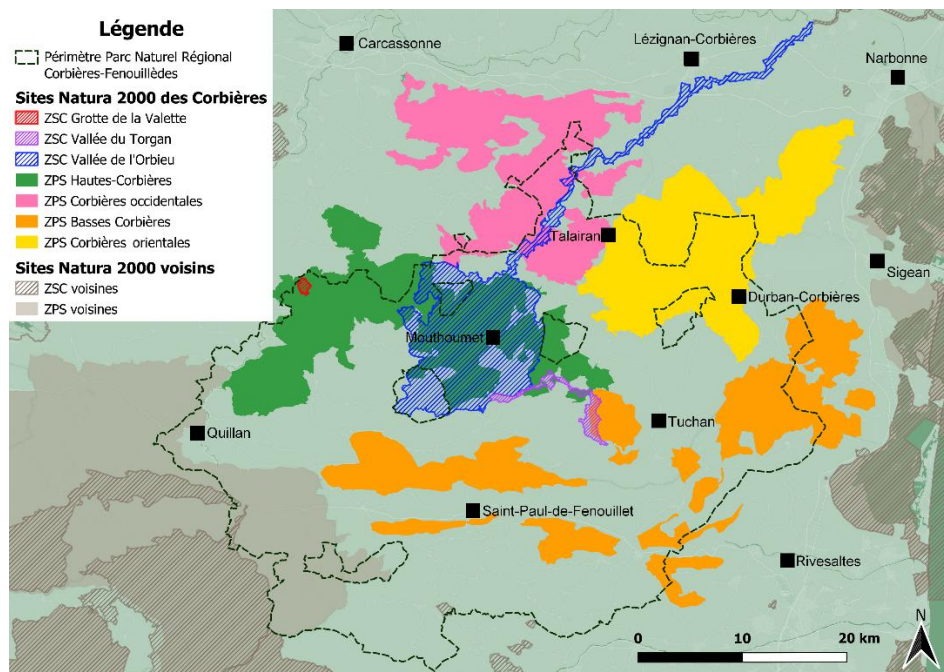 Légende
Périmètre Parc Naturel Régional
Corbières-Fenouillèdes
Sites Natura 2000 des Corbières
ZSC Grotte de la Valette
ZSC Vallée du Torgan
ZSC Vallée de l'Orbieu
ZPS Hautes-Corbières
ZPS Corbières occidentales
ZPS Basses Corbières
ZPS Corbières orientales
Sites Natura 2000 voisins
ZSC voisines
ZPS voisines
Carcassonne
Lézignan-Corbières
Narbonne
Talairan
Sigean
Durban-Corbières
Mouthoumet
Tuchan
Quillan
Saint-Paul-de-Fenouillet
Rivesaltes
N
0 10 20 km